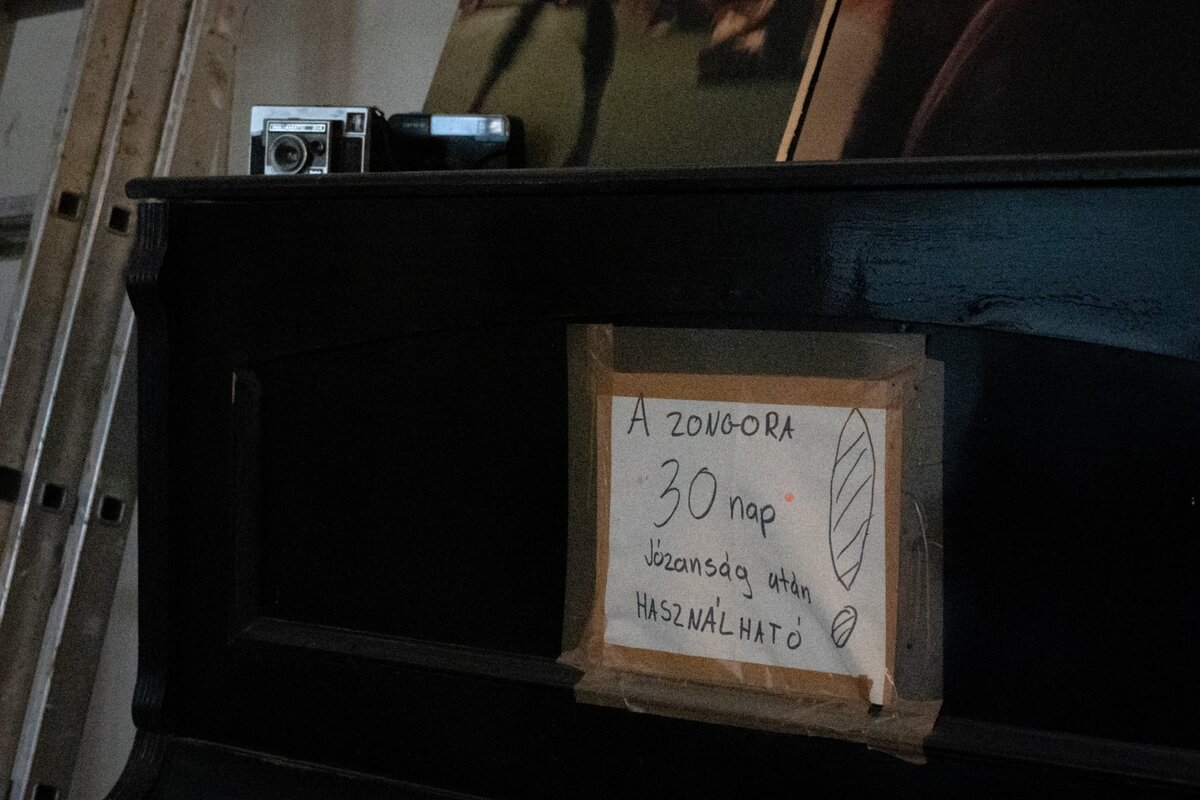 A ZONGORA
30 nap
Józanság után
HASZNÁLHATÓ !